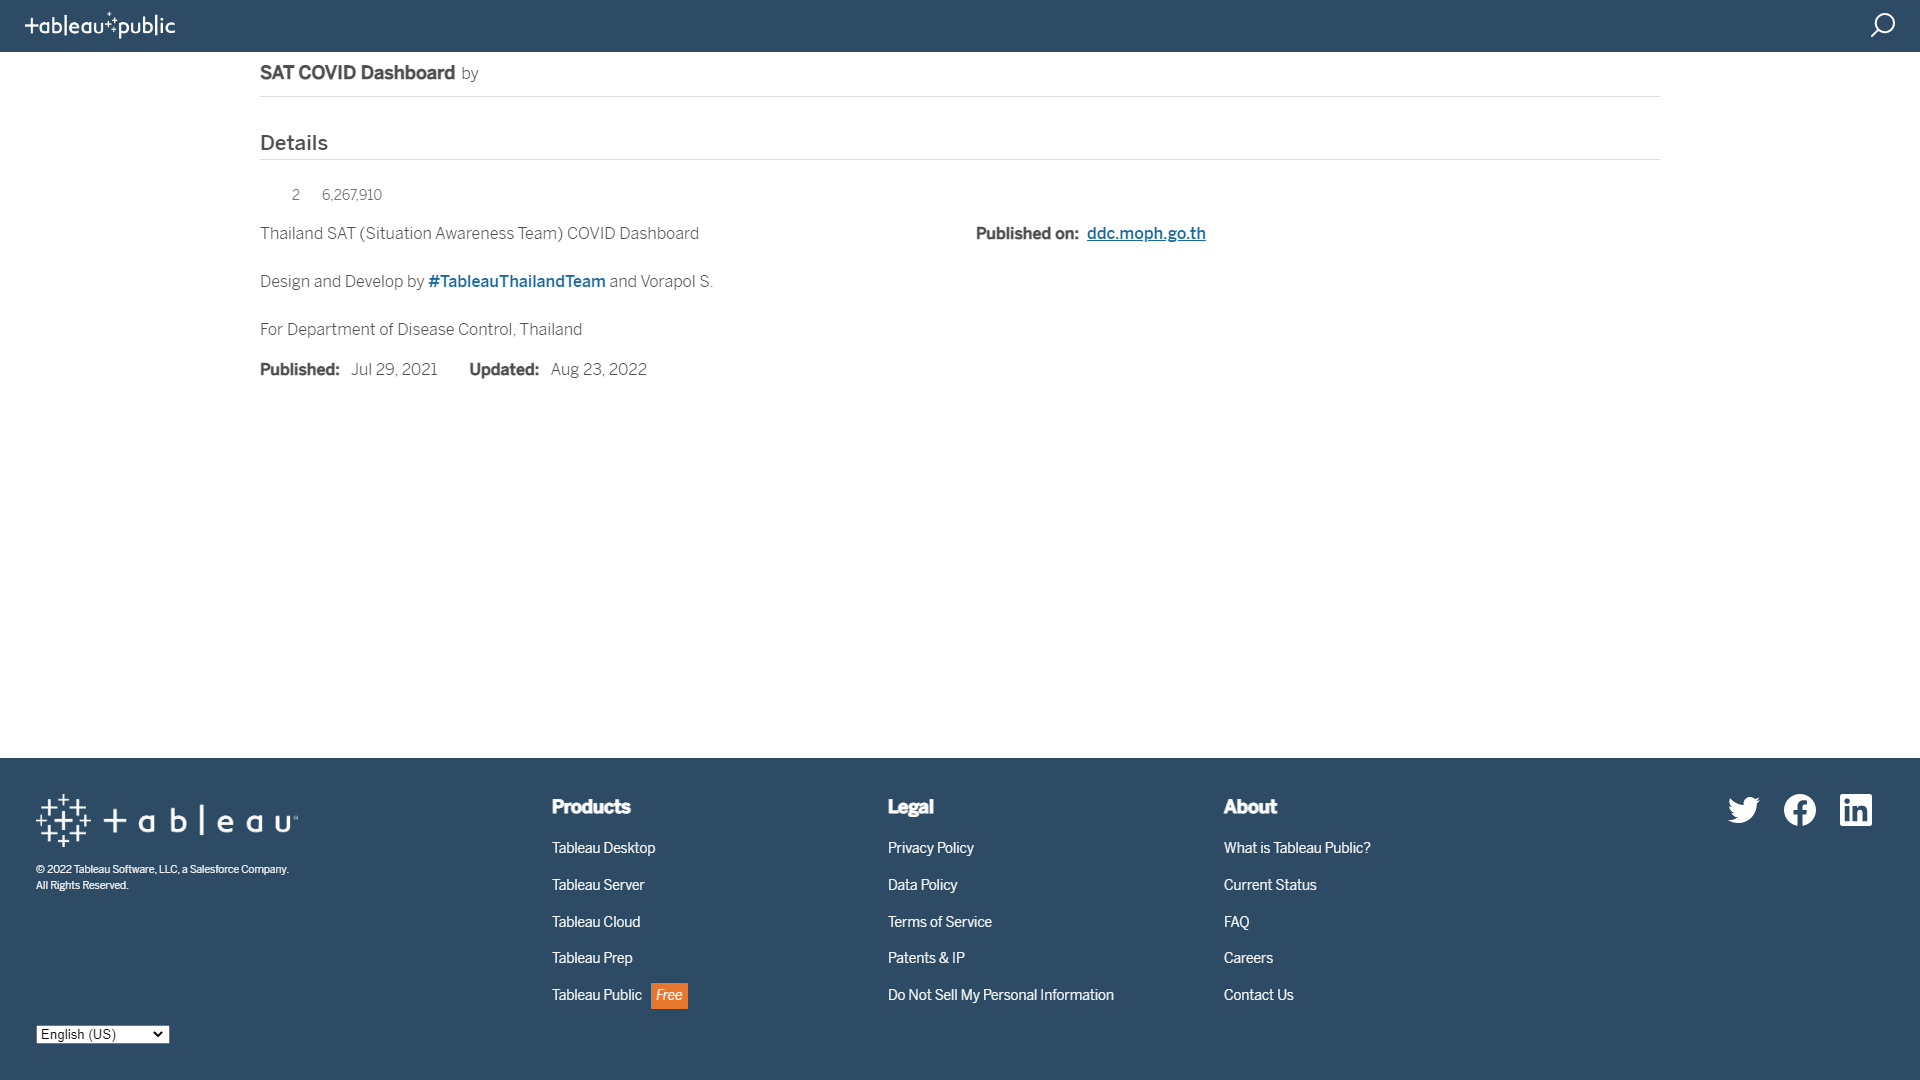 tableau public
SAT COVID Dashboard by
Details
2 6,267,910
Thailand SAT (Situation Awareness Team) COVID Dashboard
Published on: ddc.moph.go.th
Design and Develop by #TableauThailandTeam and Vorapol S.
For Department of Disease Control, Thailand
Published: Jul 29, 2021 Updated: Aug 23, 2022
tableau
© 2022 Tableau Software, LLC, a Salesforce Company.
All Rights Reserved.
English (US)
Products
Tableau Desktop
Tableau Server
Tableau Cloud
Tableau Prep
Tableau Public Free
Legal
Privacy Policy
Data Policy
Terms of Service
Patents & IP
Do Not Sell My Personal Information
About
What is Tableau Public?
Current Status
FAQ
Careers
Contact Us